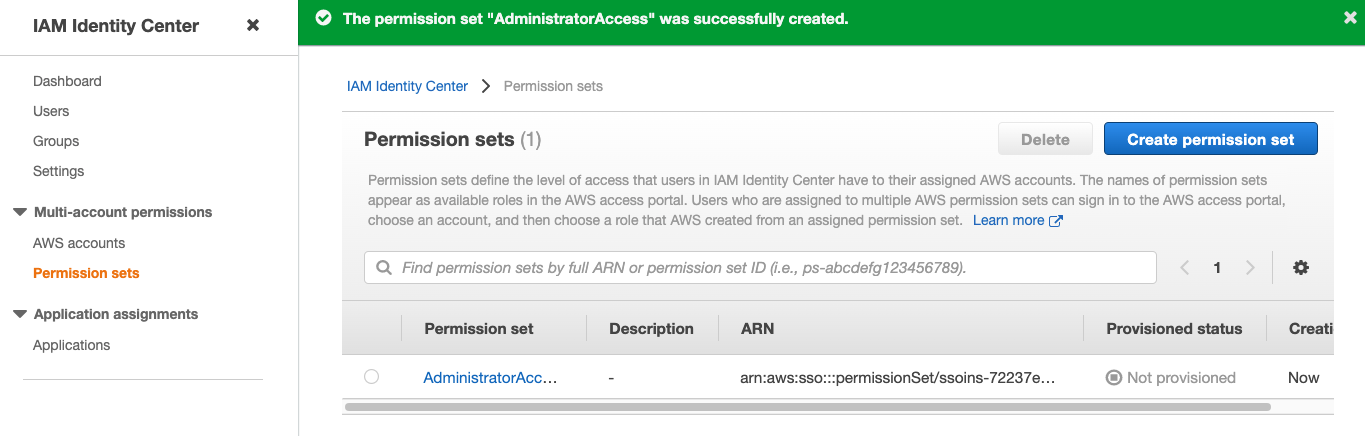 IAM Identity Center
Dashboard
Users
Groups
Settings
Multi-account permissions
AWS accounts
Permission sets
Application assignments
Applications
The permission set "AdministratorAccess" was successfully created.
IAM Identity Center > Permission sets
Permission sets (1)
Delete
Create permission set
Permission sets define the level of access that users in IAM Identity Center have to their assigned AWS accounts. The names of permission sets
appear as available roles in the AWS access portal. Users who are assigned to multiple AWS permission sets can sign in to the AWS access portal,
choose an account, and then choose a role that AWS created from an assigned permission set. Learn more
Find permission sets by full ARN or permission set ID (i.e., ps-abcdefg123456789).
1
Permission set Description ARN Provisioned status Creati
AdministratorAcc... - arn:aws:sso:::permissionSet/ssoins-72237e... Not provisioned Now